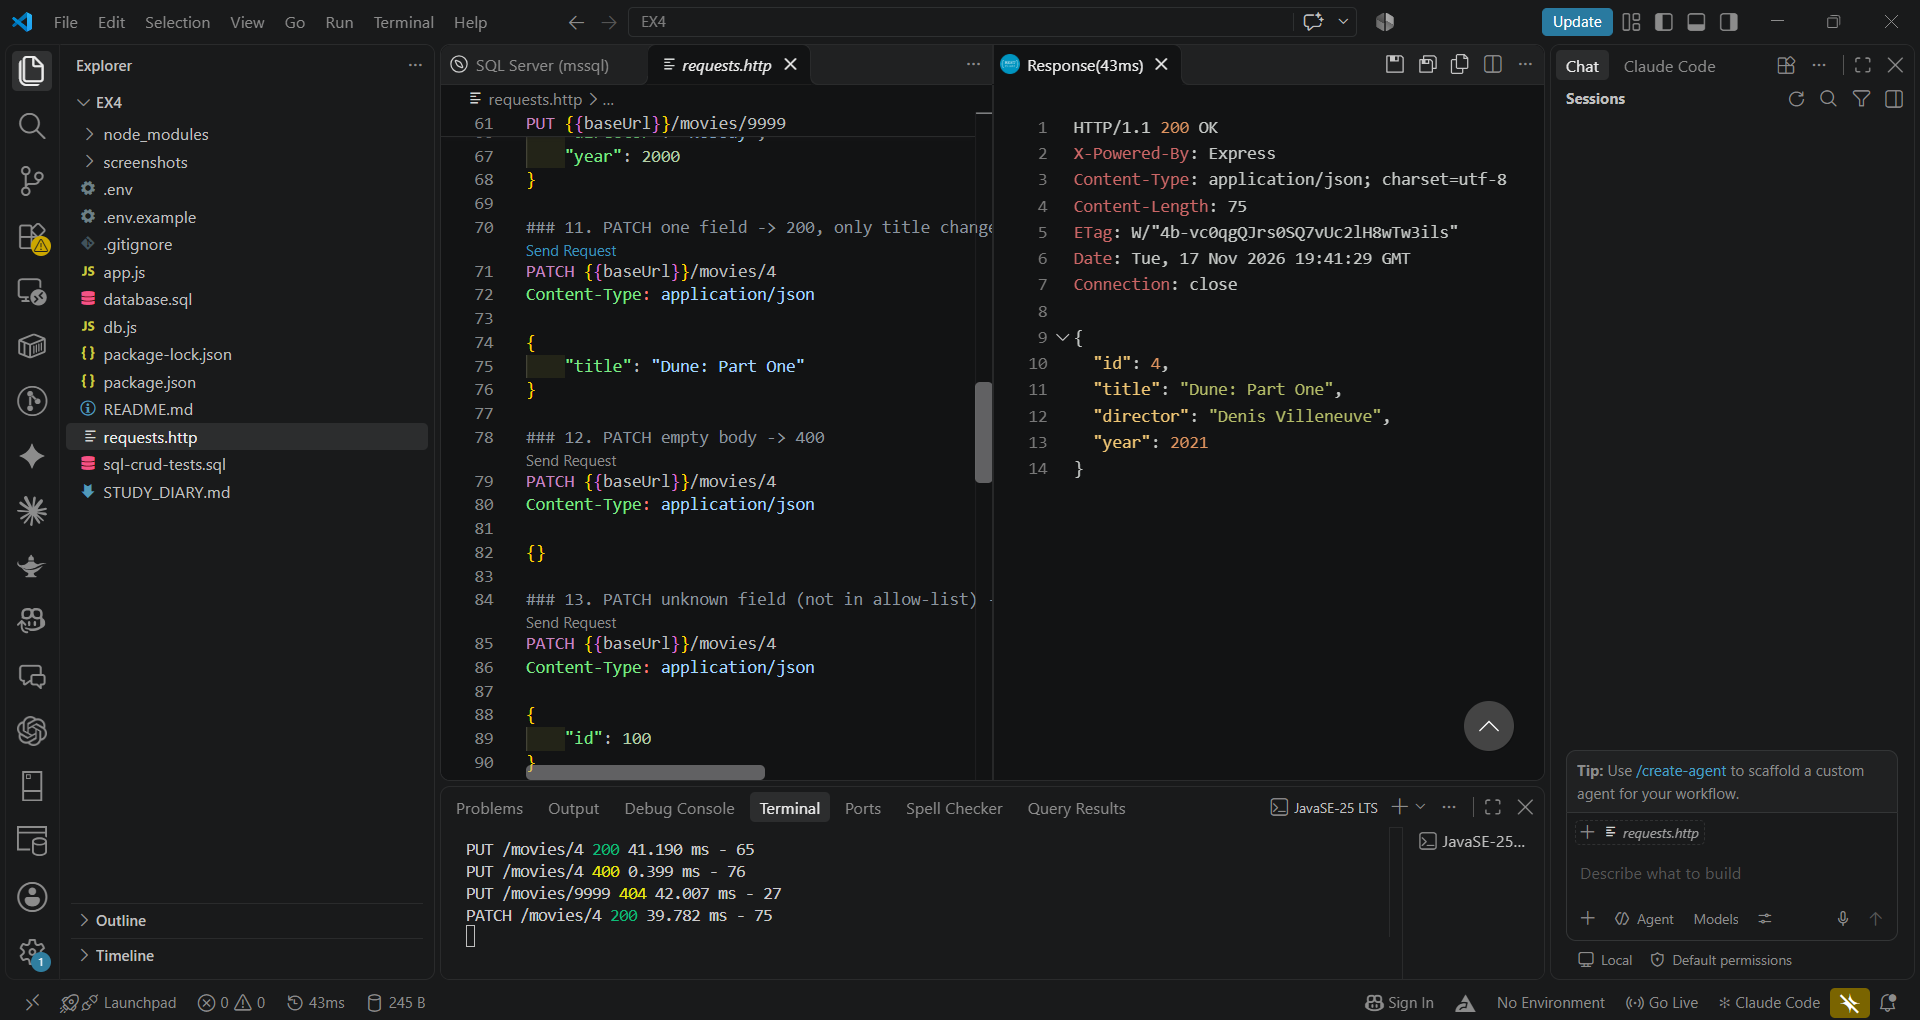 File Edit Selection View Go Run Terminal Help
EX4
Update
Explorer
EX4
node_modules
screenshots
.env
.env.example
.gitignore
JS app.js
database.sql
JS db.js
{} package-lock.json
{} package.json
README.md
requests.http
sql-crud-tests.sql
STUDY_DIARY.md
Outline
Timeline
SQL Server (mssql)
requests.http
requests.http > ...
61 PUT {{baseUrl}}/movies/9999
67 "year": 2000
68 }
69
70 ### 11. PATCH one field -> 200, only title change
Send Request
71 PATCH {{baseUrl}}/movies/4
72 Content-Type: application/json
73
74 {
75 "title": "Dune: Part One"
76 }
77
78 ### 12. PATCH empty body -> 400
Send Request
79 PATCH {{baseUrl}}/movies/4
80 Content-Type: application/json
81
82 {}
83
84 ### 13. PATCH unknown field (not in allow-list) -
Send Request
85 PATCH {{baseUrl}}/movies/4
86 Content-Type: application/json
87
88 {
89 "id": 100
90 }
Response(43ms)
1 HTTP/1.1 200 OK
2 X-Powered-By: Express
3 Content-Type: application/json; charset=utf-8
4 Content-Length: 75
5 ETag: W/"4b-vc0qgQJrs0SQ7vUc2lH8wTw3ils"
6 Date: Tue, 17 Nov 2026 19:41:29 GMT
7 Connection: close
8
9 {
10 "id": 4,
11 "title": "Dune: Part One",
12 "director": "Denis Villeneuve",
13 "year": 2021
14 }
Problems Output Debug Console Terminal Ports Spell Checker Query Results
JavaSE-25 LTS
PUT /movies/4 200 41.190 ms - 65
PUT /movies/4 400 0.399 ms - 76
PUT /movies/9999 404 42.007 ms - 27
PATCH /movies/4 200 39.782 ms - 75
JavaSE-25...
Chat Claude Code
Sessions
Tip: Use /create-agent to scaffold a custom
agent for your workflow.
requests.http
Describe what to build
Agent Models
Local Default permissions
1
Launchpad 0 0 43ms 245 B
Sign In No Environment Go Live Claude Code